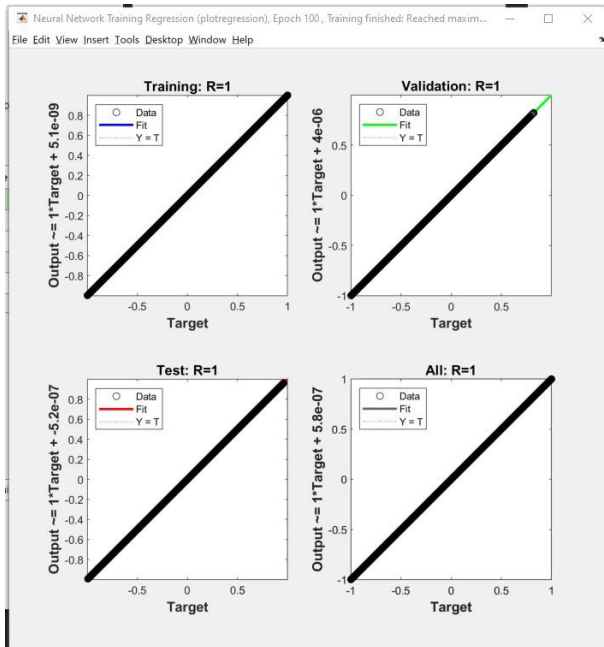 Neural Network Training Regression (plotregression), Epoch 100 , Training finished: Reached maxim...
File Edit View Insert Tools Desktop Window Help
Training: R=1
Output ~= 1*Target + 5.1e-09
Data
Fit
Y = T
0.8
0.6
0.4
0.2
0
-0.2
-0.4
-0.6
-0.8
-0.5 0 0.5 1
Target
Validation: R=1
Output ~= 1*Target + 4e-06
Data
Fit
Y = T
0.5
0
-0.5
-1
-1 -0.5 0 0.5
Target
Test: R=1
Output ~= 1*Target + -5.2e-07
Data
Fit
Y = T
0.8
0.6
0.4
0.2
0
-0.2
-0.4
-0.6
-0.8
-0.5 0 0.5
Target
All: R=1
Output ~= 1*Target + 5.8e-07
Data
Fit
Y = T
1
0.5
0
-0.5
-1
-1 -0.5 0 0.5 1
Target